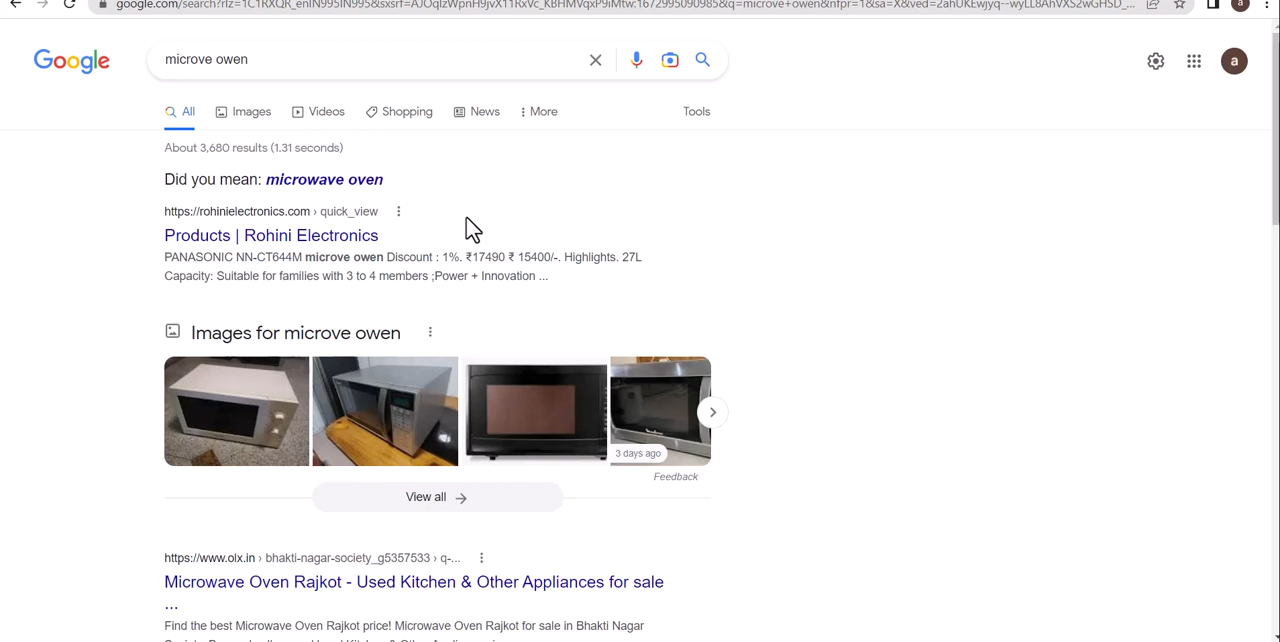 google.com/search?rlz=1C1RXQR_enIN995IN995&sxsrf=AJOqlzWpnH9jvX11RxVc_KBHMVqxP9iMtw:1672995090985&q=microve+owen&nfpr=1&sa=X&ved=2ahUKEwjyq--wyLL8AhVXS2wGHSD_...
a
Google
microve owen
a
All
Images
Videos
Shopping
News
More
Tools
About 3,680 results (1.31 seconds)
Did you mean: microwave oven
https://rohinielectronics.com › quick_view
Products | Rohini Electronics
PANASONIC NN-CT644M microve owen Discount : 1%. ₹17490 ₹ 15400/-. Highlights. 27L
Capacity: Suitable for families with 3 to 4 members ;Power + Innovation ...
Images for microve owen
3 days ago
Feedback
View all
https://www.olx.in › bhakti-nagar-society_g5357533 › q-...
Microwave Oven Rajkot - Used Kitchen & Other Appliances for sale
...
Find the best Microwave Oven Rajkot price! Microwave Oven Rajkot for sale in Bhakti Nagar